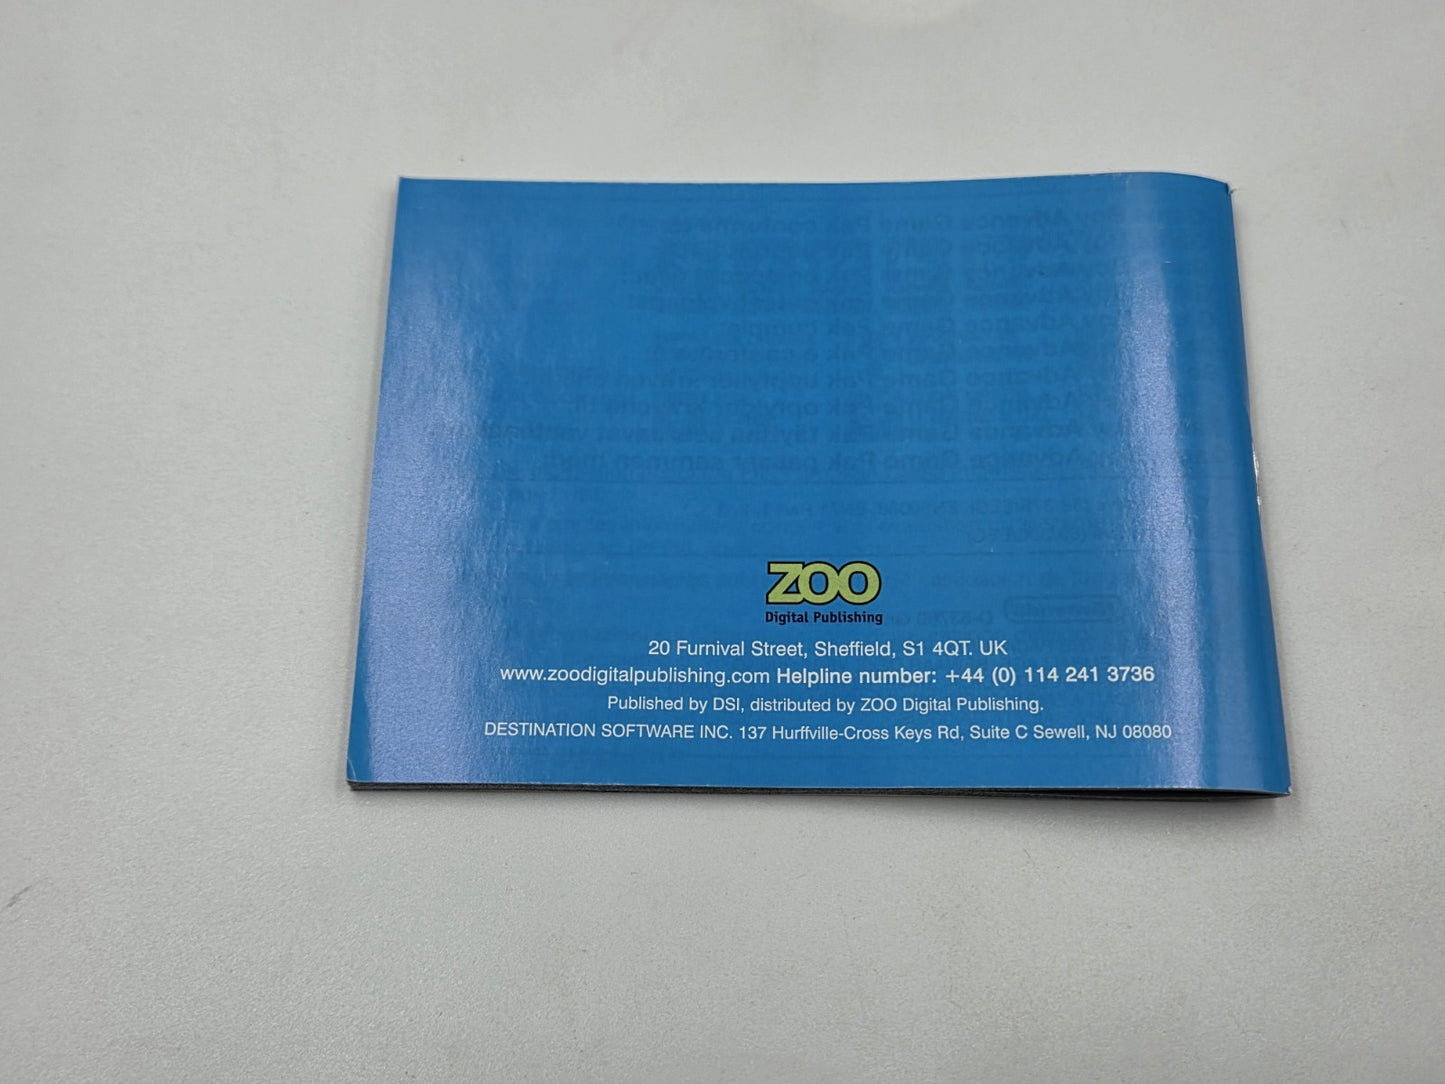 ZOO
Digital Publishing
20 Furnival Street, Sheffield, S1 4QT. UK
www.zoodigitalpublishing.com Helpline number: +44 (0) 114 241 3736
Published by DSI, distributed by ZOO Digital Publishing.
DESTINATION SOFTWARE INC. 137 Hurffville-Cross Keys Rd, Suite C Sewell, NJ 08080